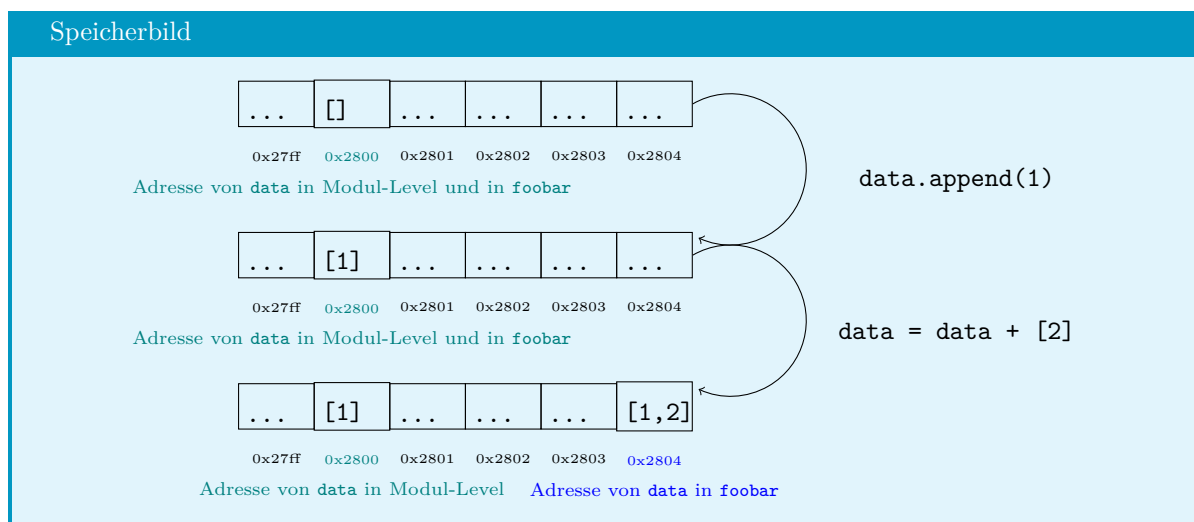 Speicherbild
... [] ... ... ... ...
0x27ff 0x2800 0x2801 0x2802 0x2803 0x2804
Adresse von data in Modul-Level und in foobar
data.append(1)
... [1] ... ... ... ...
0x27ff 0x2800 0x2801 0x2802 0x2803 0x2804
Adresse von data in Modul-Level und in foobar
data = data + [2]
... [1] ... ... ... [1,2]
0x27ff 0x2800 0x2801 0x2802 0x2803 0x2804
Adresse von data in Modul-Level Adresse von data in foobar